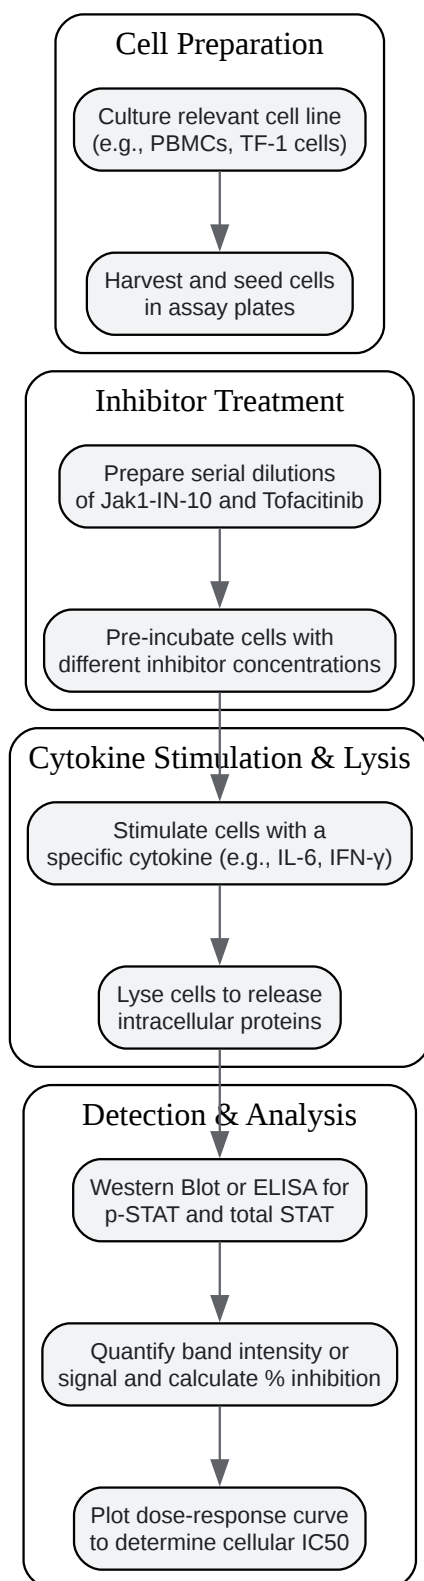 Cell Preparation
Culture relevant cell line
(e.g., PBMCs, TF-1 cells)
Harvest and seed cells
in assay plates
Inhibitor Treatment
Prepare serial dilutions
of Jak1-IN-10 and Tofacitinib
Pre-incubate cells with
different inhibitor concentrations
Cytokine Stimulation & Lysis
Stimulate cells with a
specific cytokine (e.g., IL-6, IFN-γ)
Lyse cells to release
intracellular proteins
Detection & Analysis
Western Blot or ELISA for
p-STAT and total STAT
Quantify band intensity or
signal and calculate % inhibition
Plot dose-response curve
to determine cellular IC50